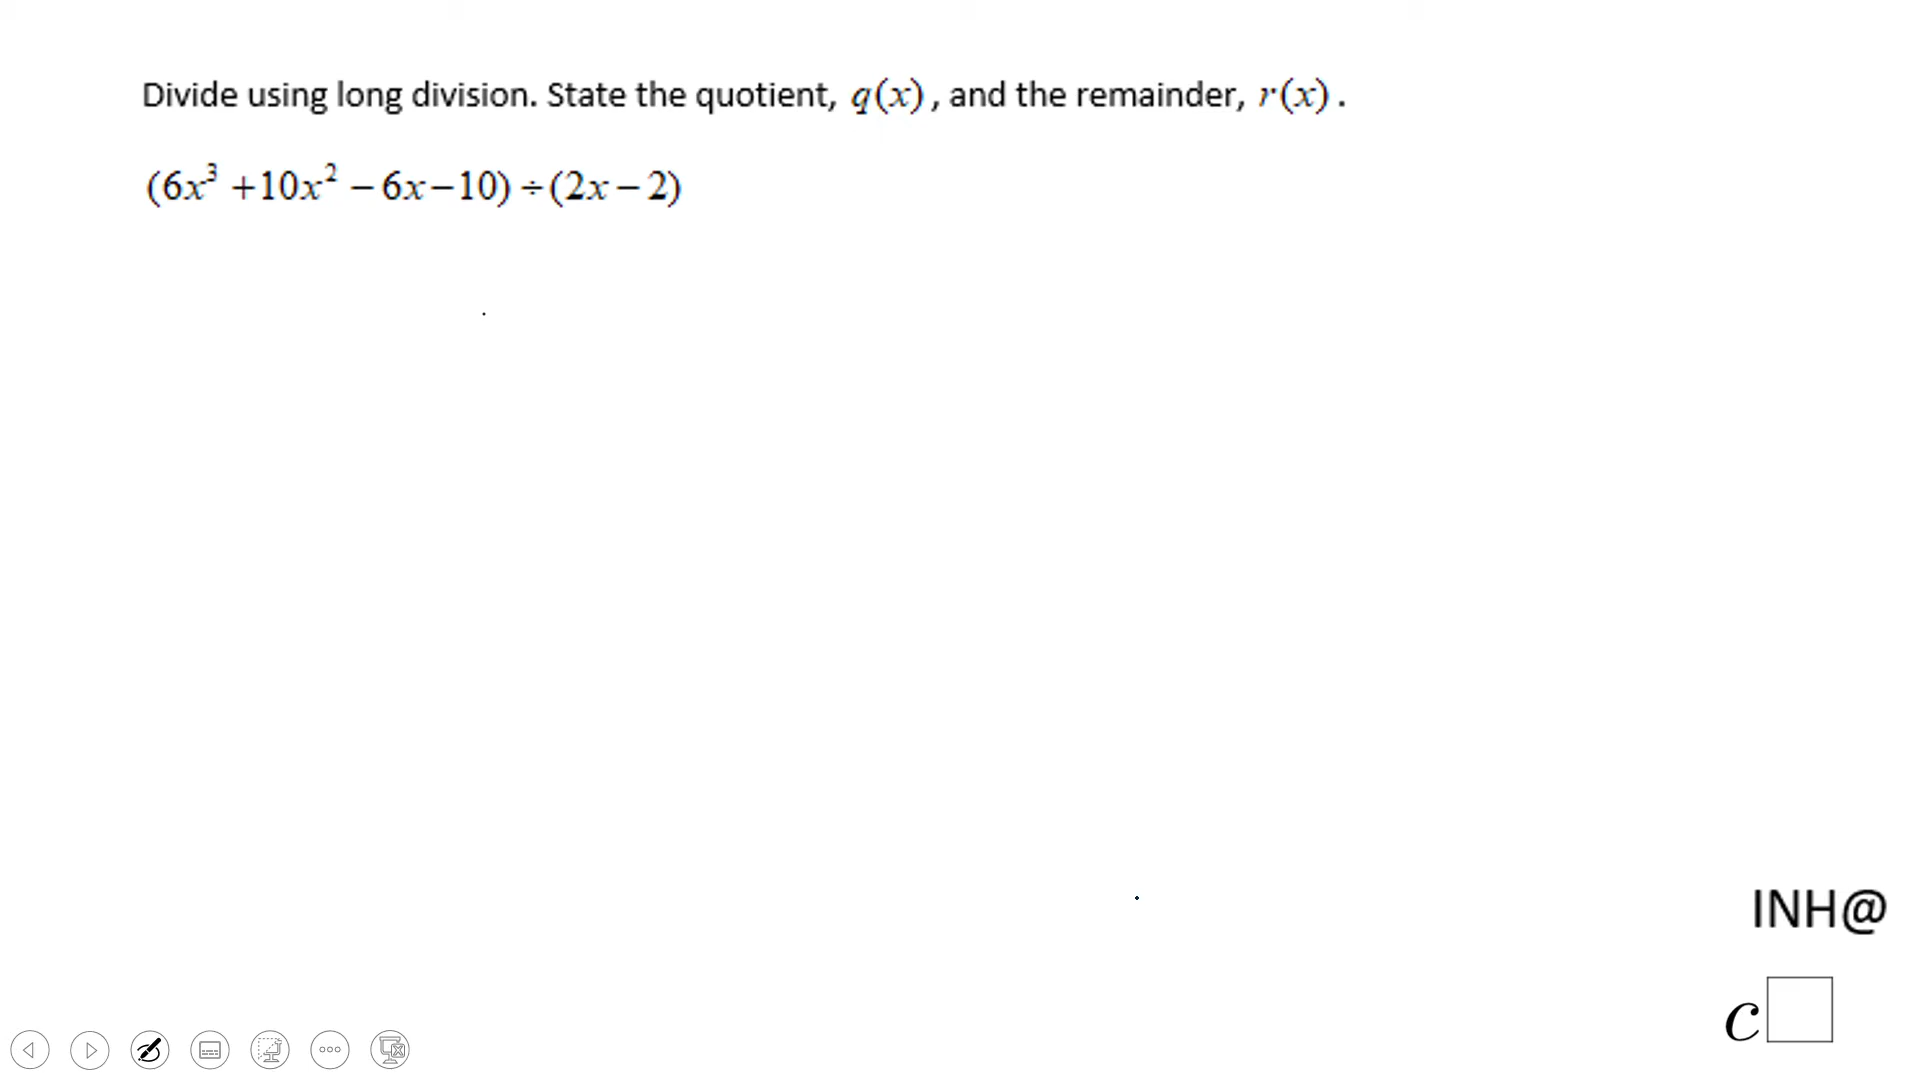 Divide using long division. State the quotient, q(x), and the remainder, r(x).
(6x³ +10x² − 6x−10) ÷ (2x − 2)
INH@
c